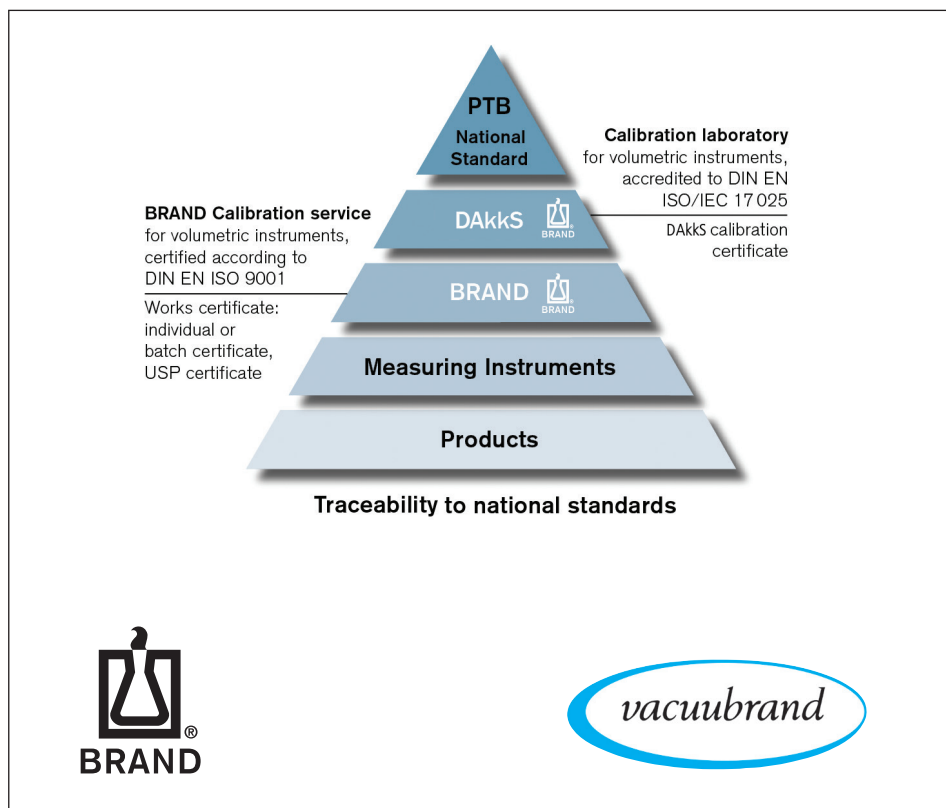 PTB
National
Standard
Calibration laboratory
for volumetric instruments,
accredited to DIN EN
ISO/IEC 17 025
DAkkS calibration
certificate
DAkkS
BRAND
BRAND Calibration service
for volumetric instruments,
certified according to
DIN EN ISO 9001
Works certificate:
individual or
batch certificate,
USP certificate
BRAND
BRAND
Measuring Instruments
Products
Traceability to national standards
BRAND®
vacuubrand